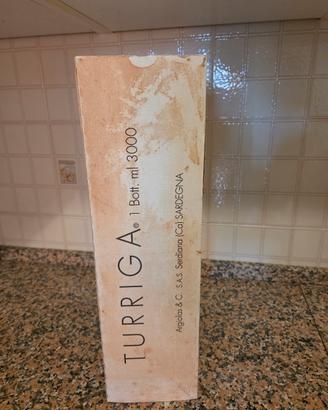 TURRIGA® 1 Bott. ml 3000
Argiolas & C. S.A.S. Serdiana (Ca) SARDEGNA